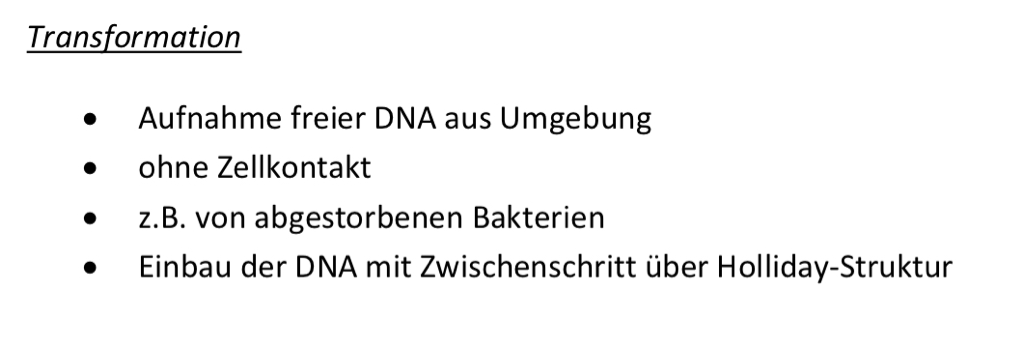 Transformation
• Aufnahme freier DNA aus Umgebung
• ohne Zellkontakt
• z.B. von abgestorbenen Bakterien
• Einbau der DNA mit Zwischenschritt über Holliday-Struktur